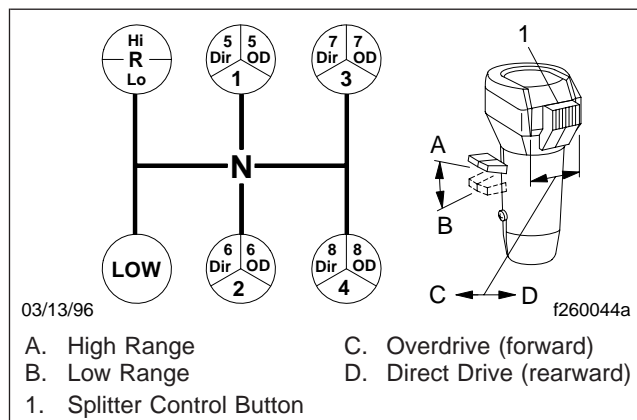 Hi
R
Lo
5 5
Dir OD
1
7 7
Dir OD
3
N
LOW
6 6
Dir OD
2
8 8
Dir OD
4
1
A
B
C D
03/13/96 f260044a
A. High Range
B. Low Range
C. Overdrive (forward)
D. Direct Drive (rearward)
1. Splitter Control Button